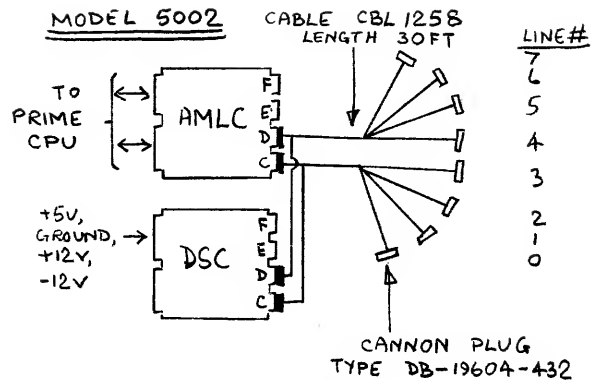 MODEL 5002
CABLE CBL 1258
LENGTH 30FT
LINE#
7
6
5
4
3
2
1
0
TO
PRIME
CPU
AMLC
F
E
D
C
+5V,
GROUND,
+12V,
-12V
DSC
F
E
D
C
CANNON PLUG
TYPE DB-19604-432